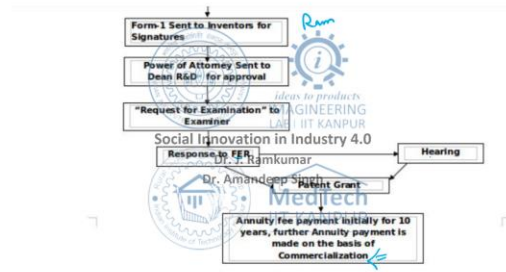 Form-1 Sent to Inventors for
Signatures
Power of Attorney Sent to
Dean R&D for approval
ideas to products
IMAGINEERING
LAB | IIT KANPUR
"Request for Examination" to
Examiner
Social Innovation in Industry 4.0
Response to FER
Hearing
Dr. J. Ramkumar
Dr. Amandeep Singh
Patent Grant
MedTech
IIT KANPUR
Annuity fee payment initially for 10
years, further Annuity payment is
made on the basis of
Commercialization